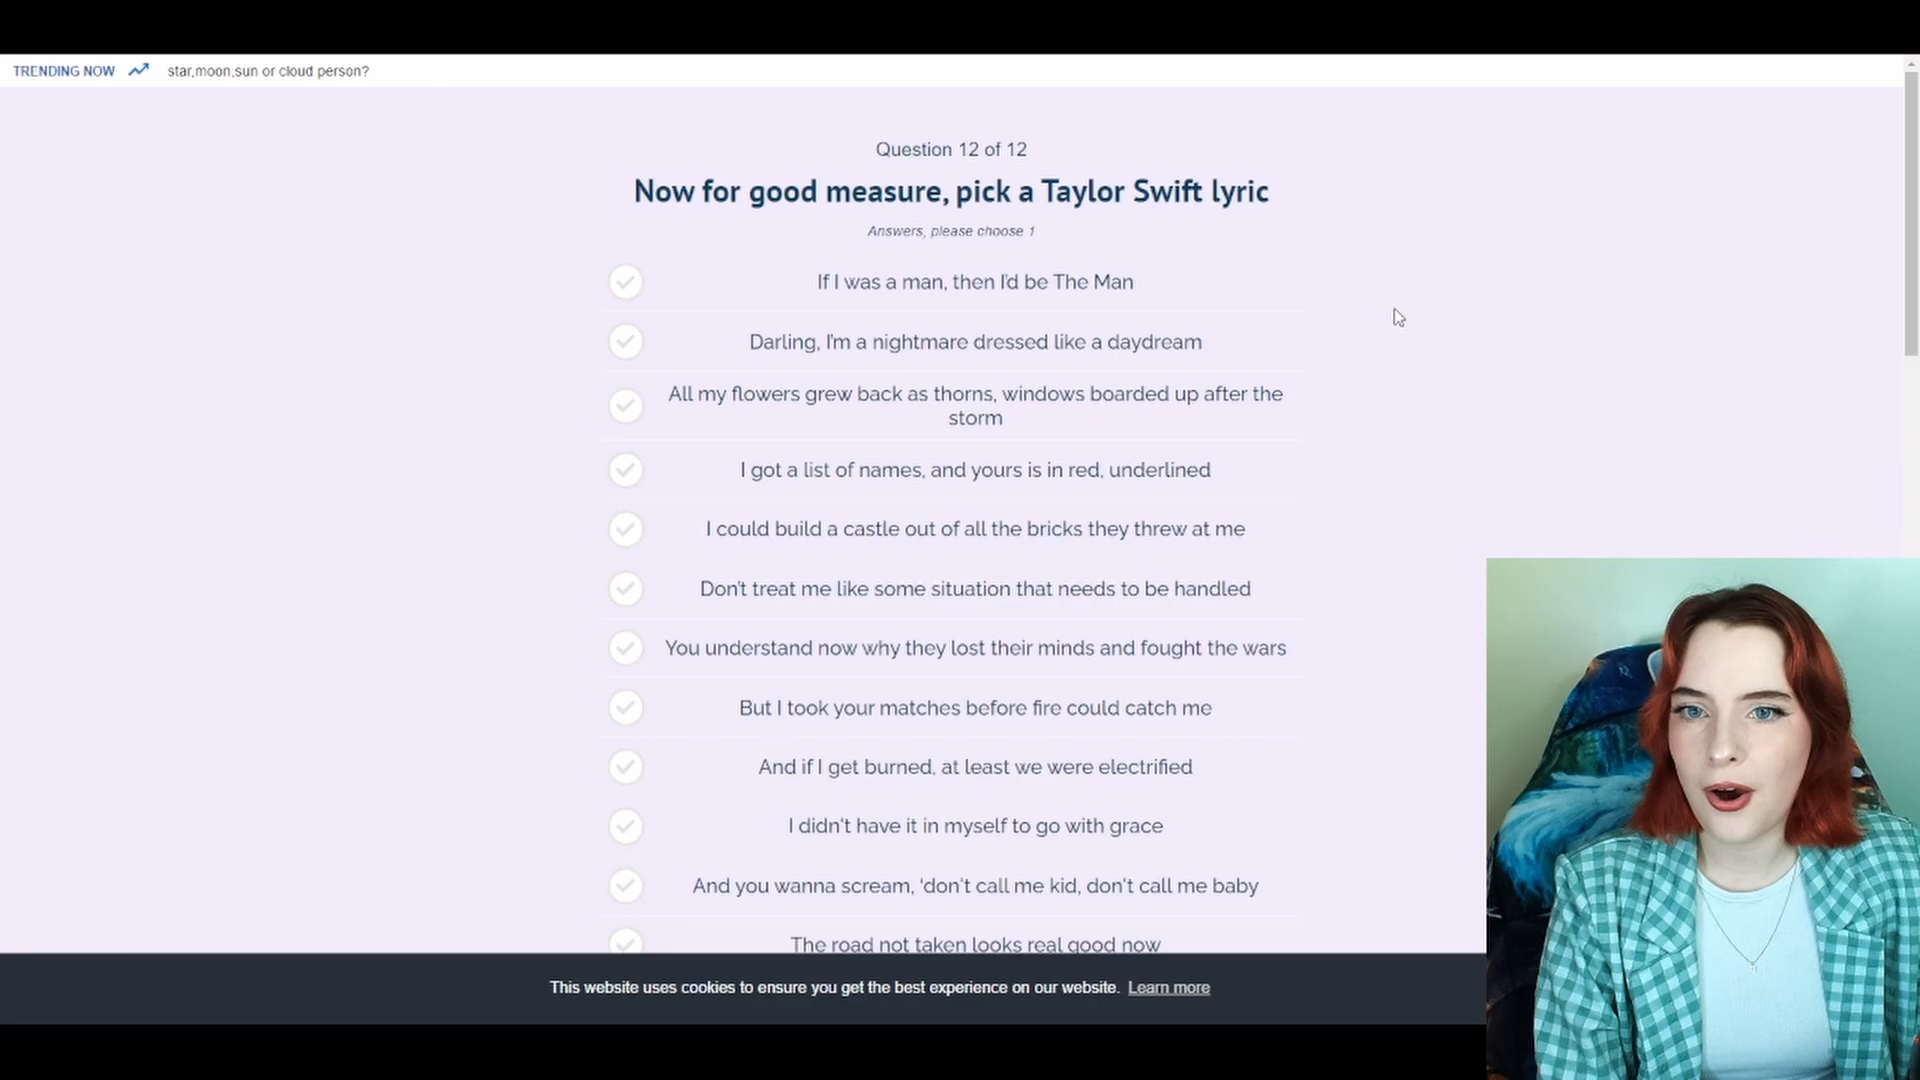 TRENDING NOW star,moon,sun or cloud person?
Question 12 of 12
Now for good measure, pick a Taylor Swift lyric
Answers, please choose 1
If I was a man, then I'd be The Man
Darling, I'm a nightmare dressed like a daydream
All my flowers grew back as thorns, windows boarded up after the
storm
I got a list of names, and yours is in red, underlined
I could build a castle out of all the bricks they threw at me
Don't treat me like some situation that needs to be handled
You understand now why they lost their minds and fought the wars
But I took your matches before fire could catch me
And if I get burned, at least we were electrified
I didn't have it in myself to go with grace
And you wanna scream, 'don't call me kid, don't call me baby
The road not taken looks real good now
This website uses cookies to ensure you get the best experience on our website. Learn more